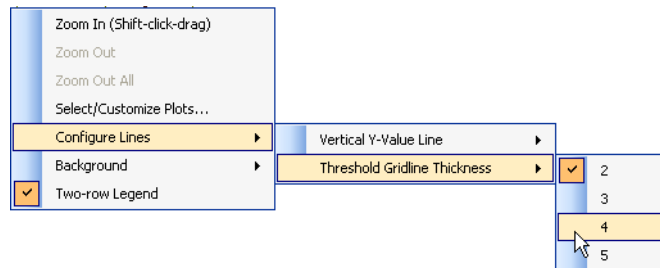 Zoom In (Shift-click-drag)
Zoom Out
Zoom Out All
Select/Customize Plots...
Configure Lines
Background
Two-row Legend
Vertical Y-Value Line
Threshold Gridline Thickness
2
3
4
5